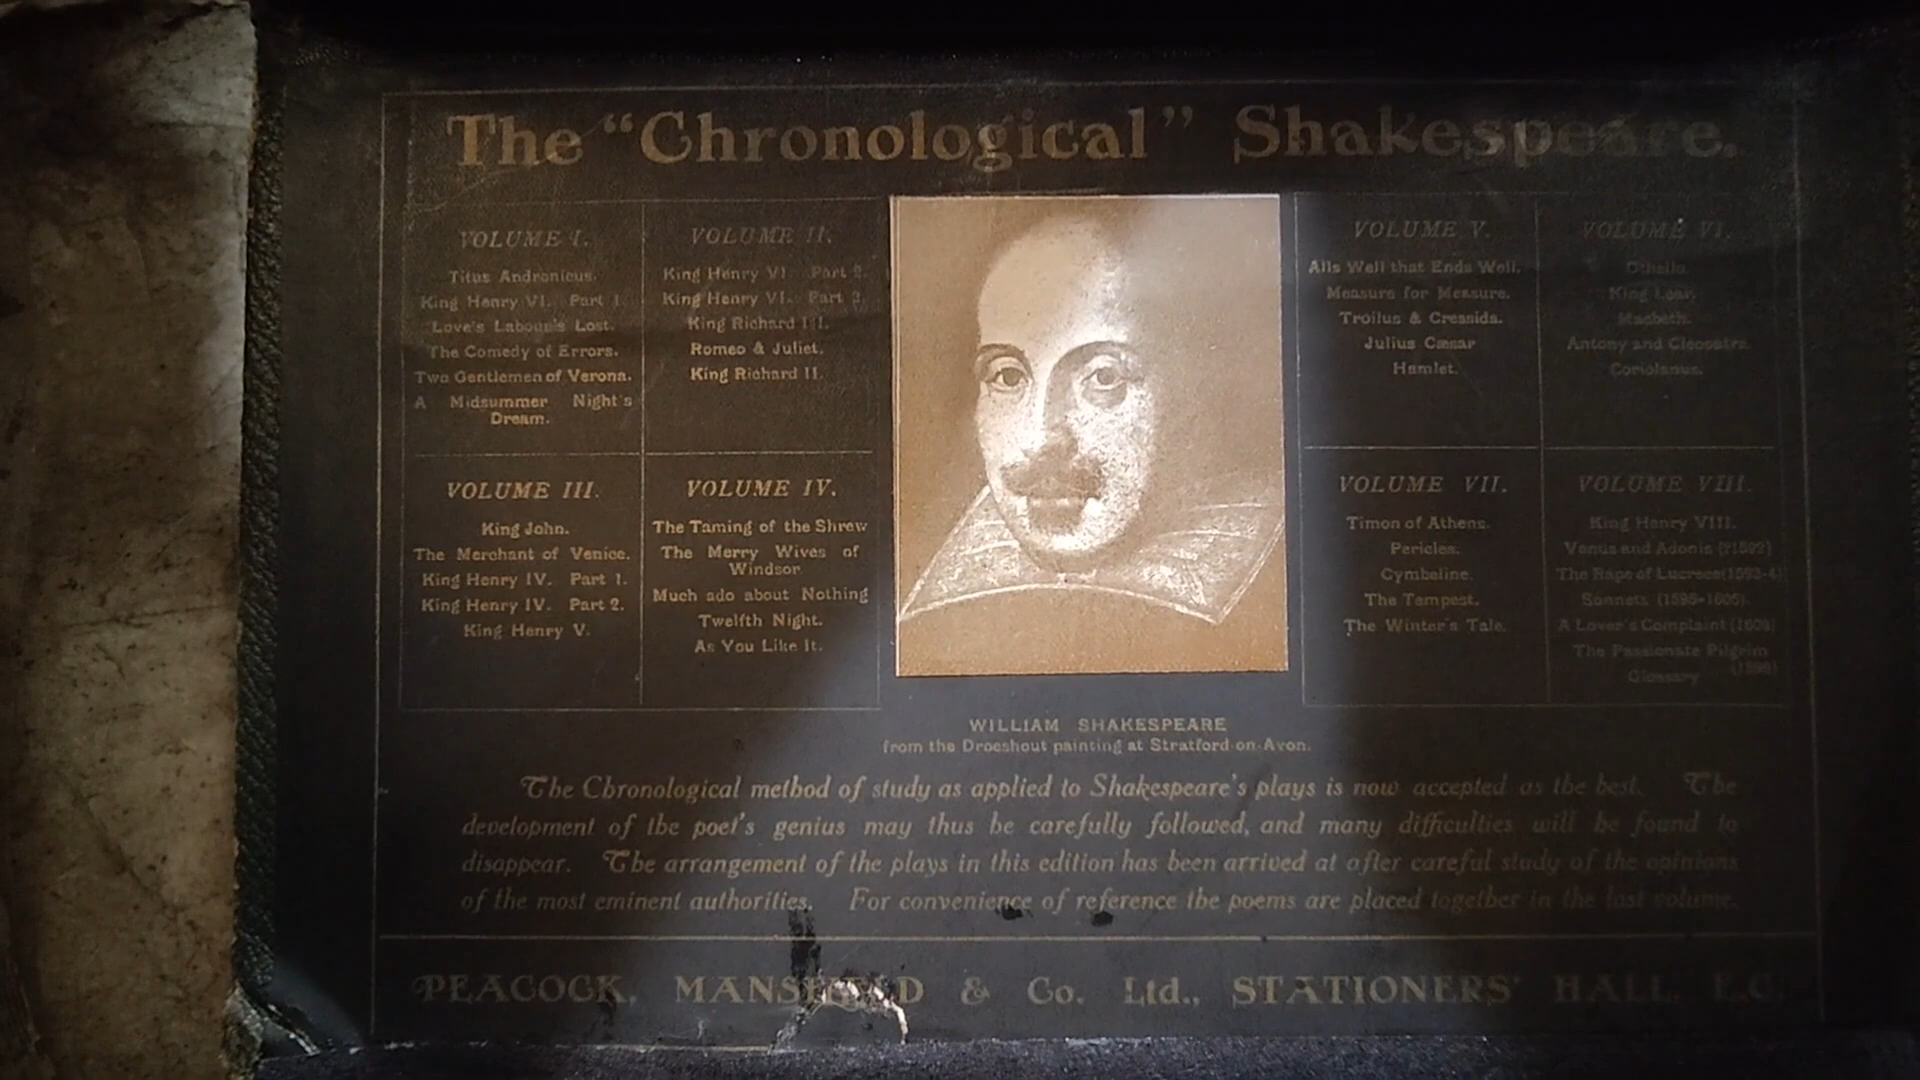 The "Chronological" Shakespeare.
VOLUME I.
Titus Andronicus.
King Henry VI. Part 1.
Love's Labour's Lost.
The Comedy of Errors.
Two Gentlemen of Verona.
A Midsummer Night's
Dream.
VOLUME II.
King Henry VI. Part 2.
King Henry VI. Part 3.
King Richard III.
Romeo & Juliet.
King Richard II.
VOLUME III.
King John.
The Merchant of Venice.
King Henry IV. Part 1.
King Henry IV. Part 2.
King Henry V.
VOLUME IV.
The Taming of the Shrew
The Merry Wives of
Windsor
Much ado about Nothing
Twelfth Night.
As You Like It.
VOLUME V.
Alls Well that Ends Well.
Measure for Measure.
Troilus & Cressida.
Julius Cæsar
Hamlet.
VOLUME VI.
Othello.
King Lear.
Macbeth.
Antony and Cleopatra.
Coriolanus.
VOLUME VII.
Timon of Athens.
Pericles.
Cymbeline.
The Tempest.
The Winter's Tale.
VOLUME VIII.
King Henry VIII.
Venus and Adonis (?1592)
The Rape of Lucrece (1593-4)
Sonnets (1595-1605).
A Lover's Complaint (1609)
The Passionate Pilgrim
(1599)
Glossary
WILLIAM SHAKESPEARE
from the Droeshout painting at Stratford-on-Avon.
The Chronological method of study as applied to Shakespeare's plays is now accepted as the best. The
development of the poet's genius may thus be carefully followed, and many difficulties will be found to
disappear. The arrangement of the plays in this edition has been arrived at after careful study of the opinions
of the most eminent authorities. For convenience of reference the poems are placed together in the last volume.
PEACOCK, MANSFIELD & Co. Ltd., STATIONERS' HALL, E.C.